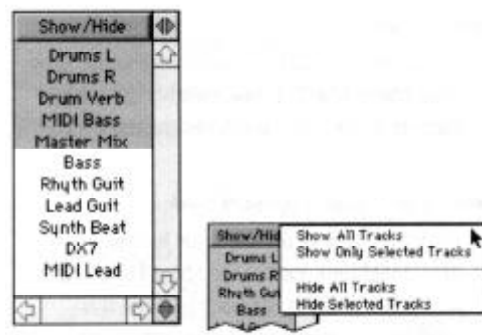 Show/Hide
Drums L
Drums R
Drum Verb
MIDI Bass
Master Mix
Bass
Rhyth Guit
Lead Guit
Synth Beat
DX7
MIDI Lead
Show/Hid
Drums L
Drums R
Rhyth Gui
Bass
Show All Tracks
Show Only Selected Tracks
Hide All Tracks
Hide Selected Tracks